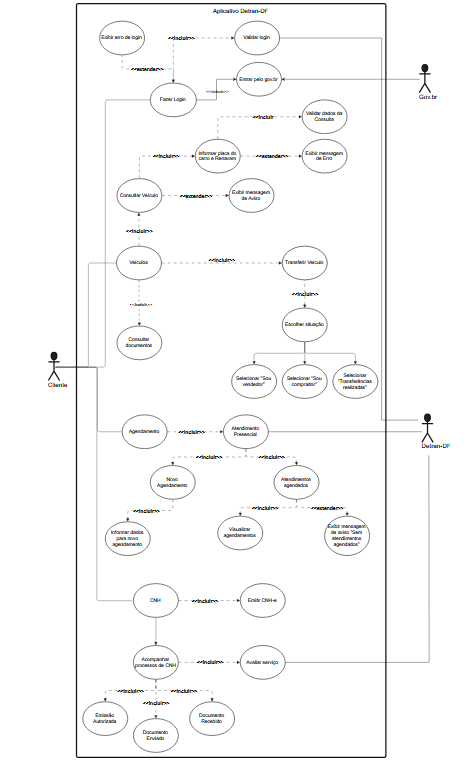 Aplicativo Detran-DF
Exibir erro de login
<<incluir>>
Validar login
<<extender>>
Entrar pelo gov.br
Gov.br
Fazer Login
<<incluir>>
Validar dados da
Consulta
<<incluir
Informar placa do
carro e Renavam
<<incluir>>
<<extender>>
Exibir mensagem
de Erro
Consultar Veículo
<<extender>>
Exibir mensagem
de Aviso
<<incluir>>
Veículos
<<incluir>>
Transferir Veículo
<<incluir>>
<<incluir>>
Escolher situação
Consultar
documentos
Cliente
Selecionar "Sou
vendedor"
Selecionar "Sou
comprador"
Selecionar
"Transferências
realizadas"
Agendamento
<<incluir>>
Atendimento
Presencial
Detran-DF
<<incluir>>
<<incluir>>
Novo
Agendamento
Atendimentos
agendados
<<incluir>>
<<incluir>>
<<extender>>
Informar dados
para novo
agendamento
Visualizar
agendamentos
Exibir mensagem
de aviso "Sem
atendimentos
agendados"
CNH
<<incluir>>
Emitir CNH-e
Acompanhar
processos de CNH
<<incluir>>
Avaliar serviço
<<incluir>>
<<incluir>>
<<incluir>>
Emissão
Autorizada
Documento
Enviado
Documento
Recebido